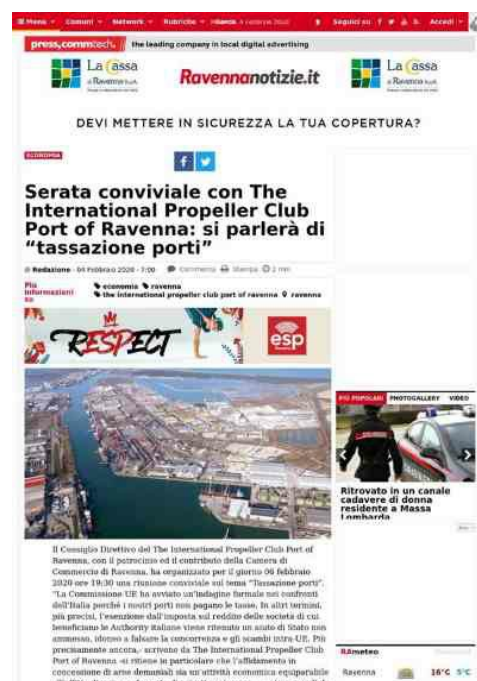 Menu Comuni Network Rubriche
Seguici su Accedi
press,commtech. the leading company in local digital advertising
La Cassa
di Ravenna S.p.A.
Ravennanotizie.it
La Cassa
di Ravenna S.p.A.
DEVI METTERE IN SICUREZZA LA TUA COPERTURA?
ECONOMIA
Serata conviviale con The
International Propeller Club
Port of Ravenna: si parlerà di
“tassazione porti”
di Redazione - 04 Febbraio 2020 - 7:00 Commenta Stampa 2 min
Più
informazioni
su
economia ravenna
the international propeller club port of ravenna ravenna
RESPECT
esp
PIÙ POPOLARI PHOTOGALLERY VIDEO
Ritrovato in un canale
cadavere di donna
residente a Massa
Lombarda
Il Consiglio Direttivo del The International Propeller Club Port of
Ravenna, con il patrocinio ed il contributo della Camera di
Commercio di Ravenna, ha organizzato per il giorno 06 febbraio
2020 ore 19:30 una riunione conviviale sul tema "Tassazione porti".
"La Commissione UE ha avviato un'indagine formale nei confronti
dell'Italia perché i nostri porti non pagano le tasse. In altri termini,
più precisi, l'esenzione dall'imposta sul reddito delle società di cui
beneficiano le Authority italiane viene ritenuto un aiuto di Stato non
ammesso, idoneo a falsare la concorrenza e gli scambi intra-UE. Più
precisamente ancora,- scrivono da The International Propeller Club
Port of Ravenna -si ritiene in particolare che l'affidamento in
concessione di aree demaniali sia un'attività economica equiparabile
RAmeteo
Ravenna 16°C 5°C